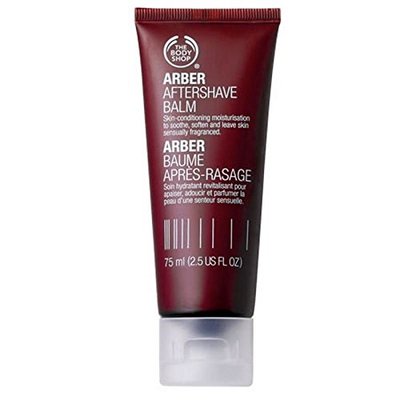 THE
BODY
SHOP
®
ARBER
AFTERSHAVE
BALM
Skin-conditioning moisturisation
to soothe, soften and leave skin
sensually fragranced.
ARBER
BAUME
APRÈS-RASAGE
Soin hydratant revitalisant pour
apaiser, adoucir et parfumer la
peau d'une senteur sensuelle.
75 ml (2.5 US FL OZ)